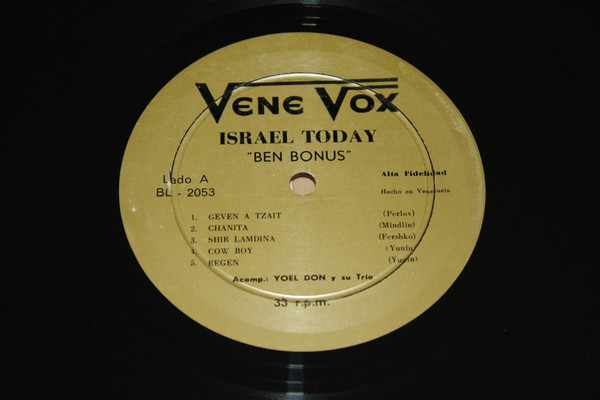 VENE VOX
ISRAEL TODAY
"BEN BONUS"
Lado A
Alta Fidelidad
BL - 2053
Hecho en Venezuela
1. GEVEN A TZAIT (Perlov)
2. CHANITA (Mindlin)
3. SHIR LAMDINA (Fershko)
4. COW BOY (Yunin)
5. REGEN (Yunin)
Acomp.: YOEL DON y su Trio
33 r.p.m.